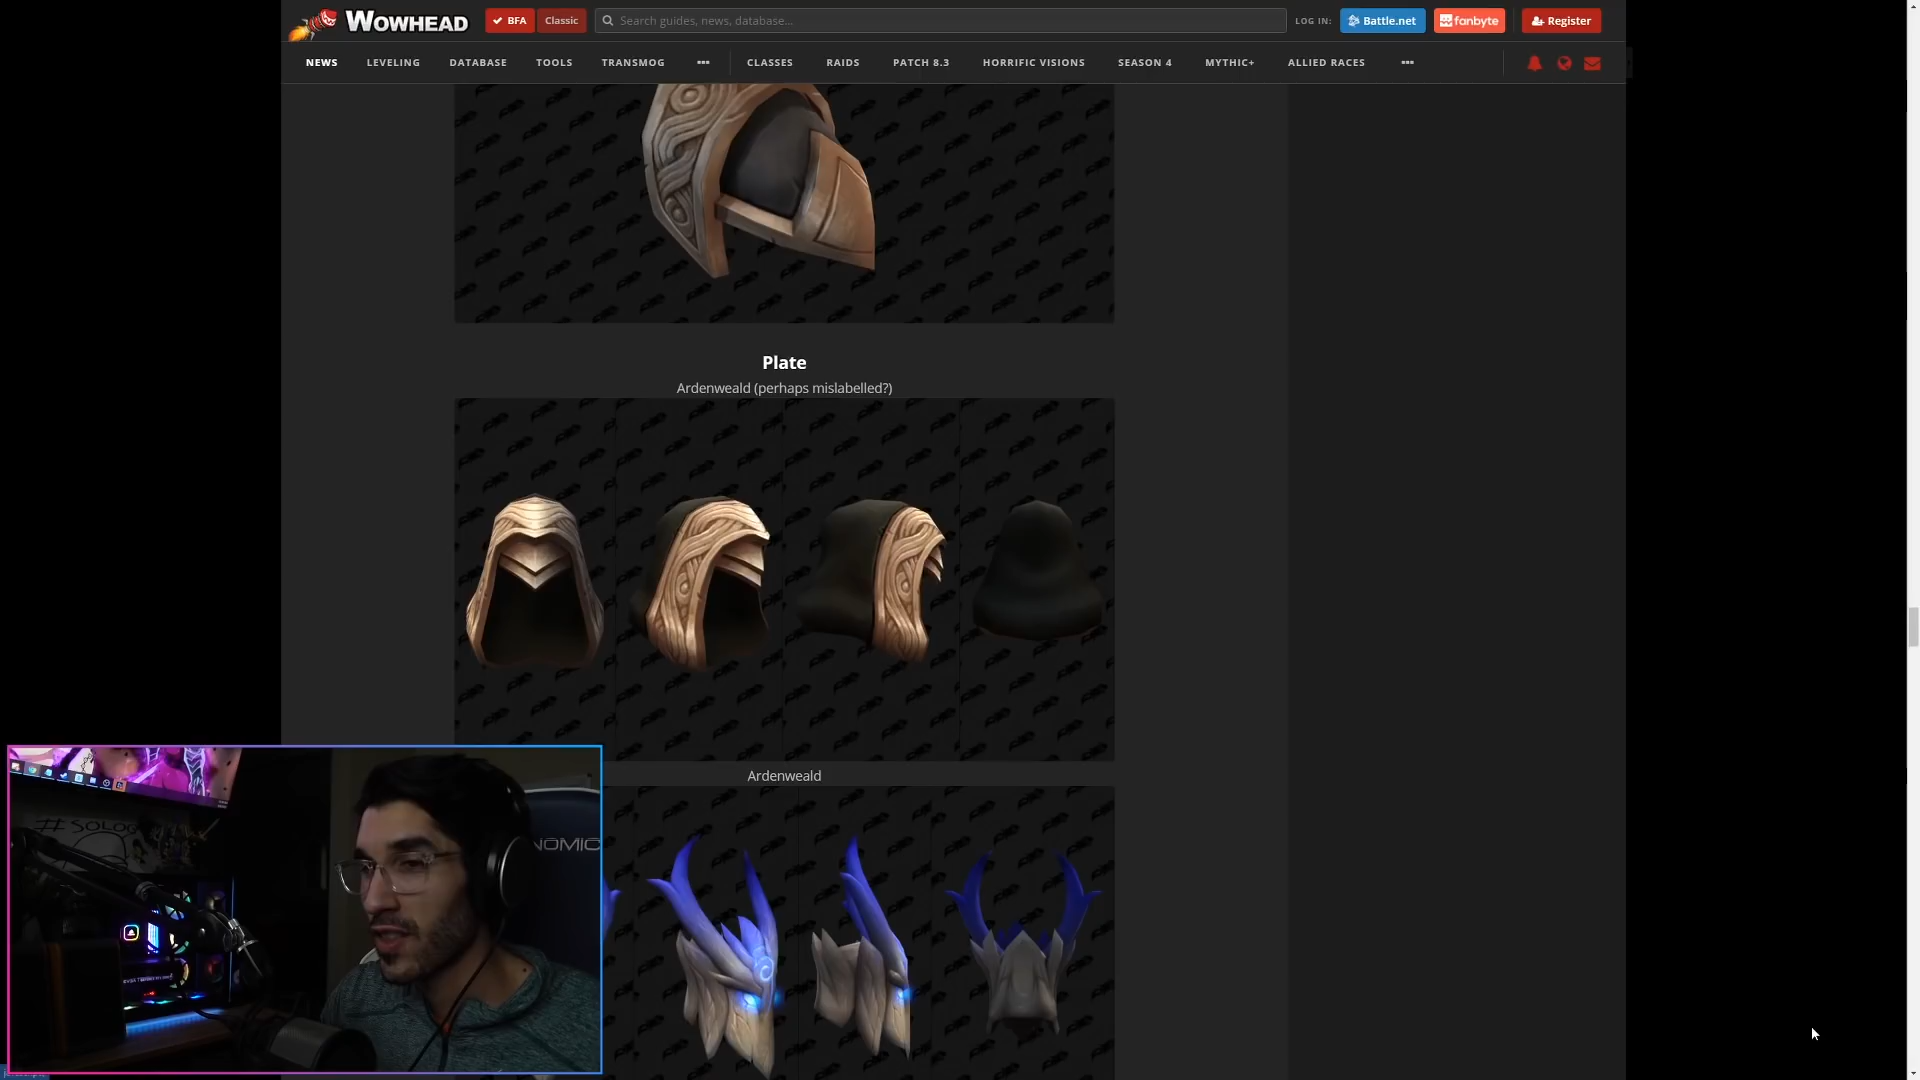 WOWHEAD
BFA
Classic
Search guides, news, database...
LOG IN:
Battle.net
fanbyte
Register
NEWS
LEVELING
DATABASE
TOOLS
TRANSMOG
CLASSES
RAIDS
PATCH 8.3
HORRIFIC VISIONS
SEASON 4
MYTHIC+
ALLIED RACES
Plate
Ardenweald (perhaps mislabelled?)
Ardenweald
NOMIC